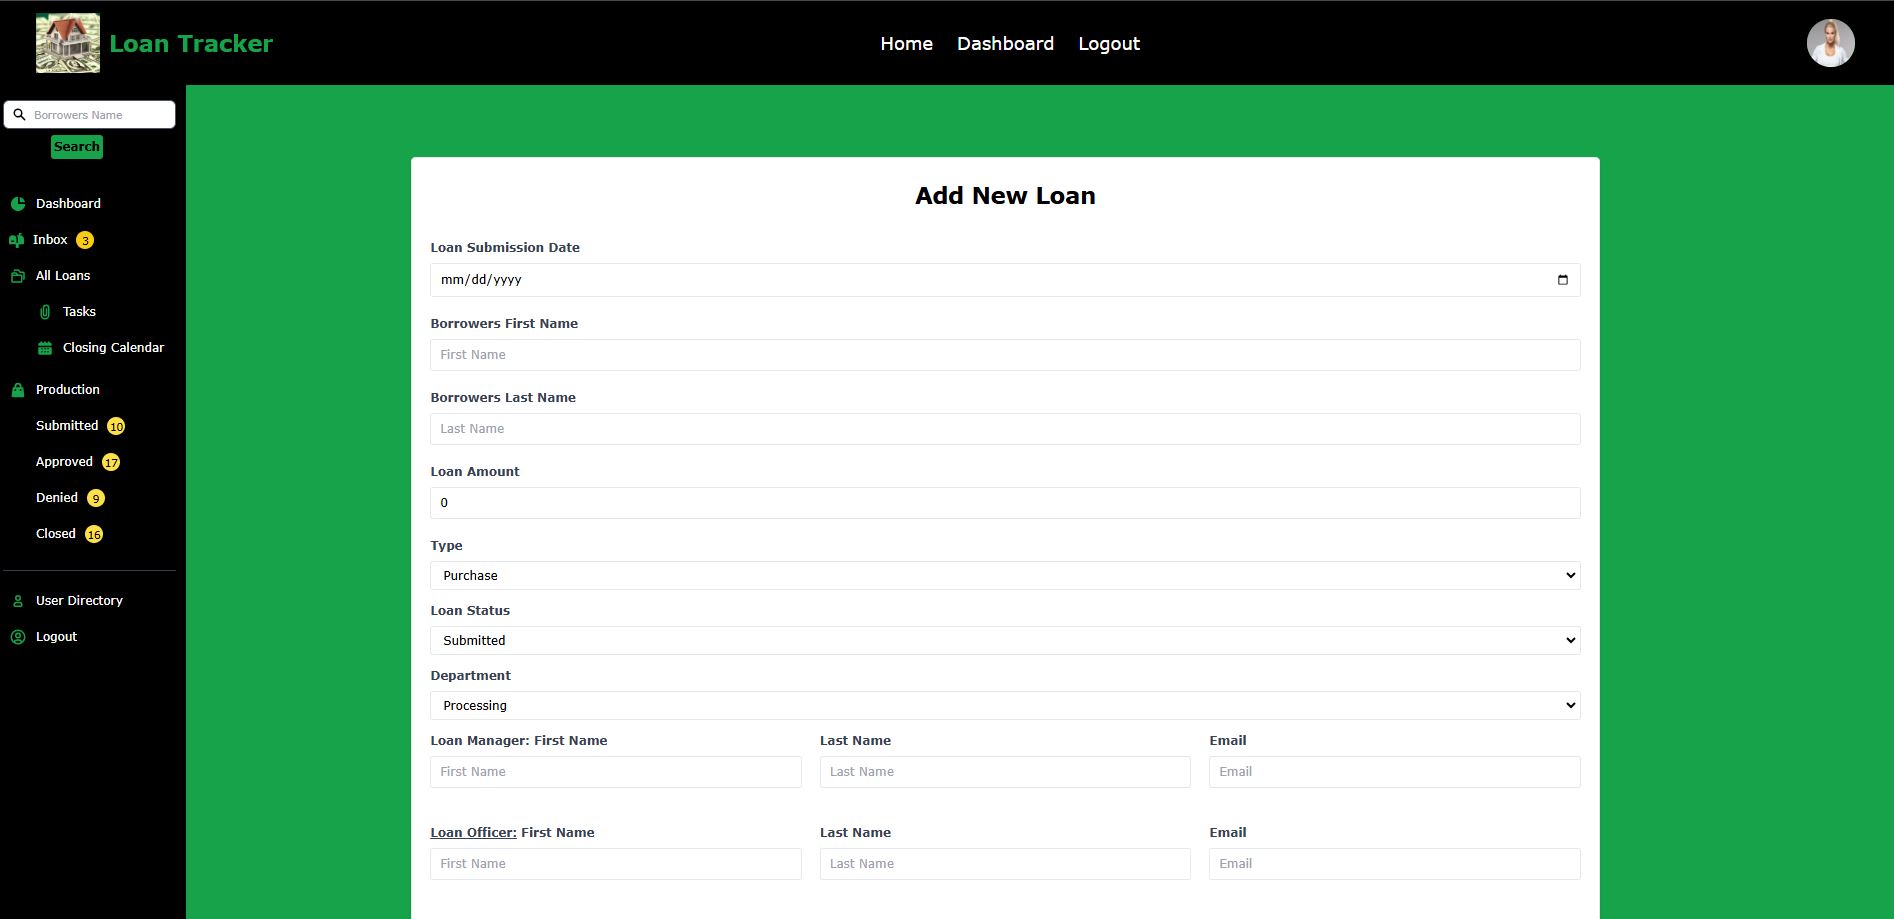 Loan Tracker
Home Dashboard Logout
Borrowers Name
Search
Dashboard
Inbox 3
All Loans
Tasks
Closing Calendar
Production
Submitted 10
Approved 17
Denied 9
Closed 16
User Directory
Logout
Add New Loan
Loan Submission Date
mm/dd/yyyy
Borrowers First Name
First Name
Borrowers Last Name
Last Name
Loan Amount
0
Type
Purchase
Loan Status
Submitted
Department
Processing
Loan Manager: First Name Last Name Email
First Name Last Name Email
Loan Officer: First Name Last Name Email
First Name Last Name Email